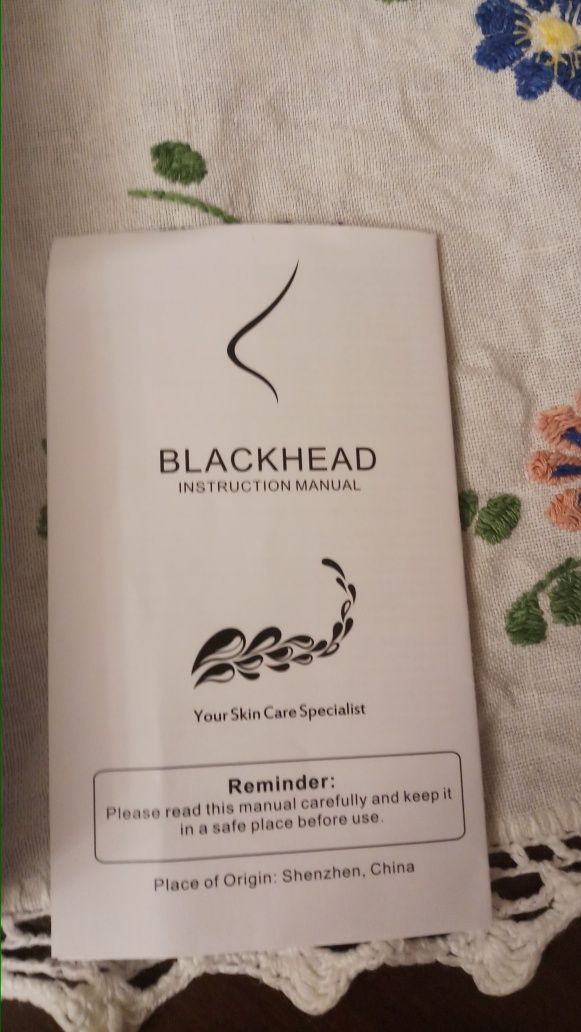 BLACKHEAD
INSTRUCTION MANUAL
Your Skin Care Specialist
Reminder:
Please read this manual carefully and keep it
in a safe place before use.
Place of Origin: Shenzhen, China